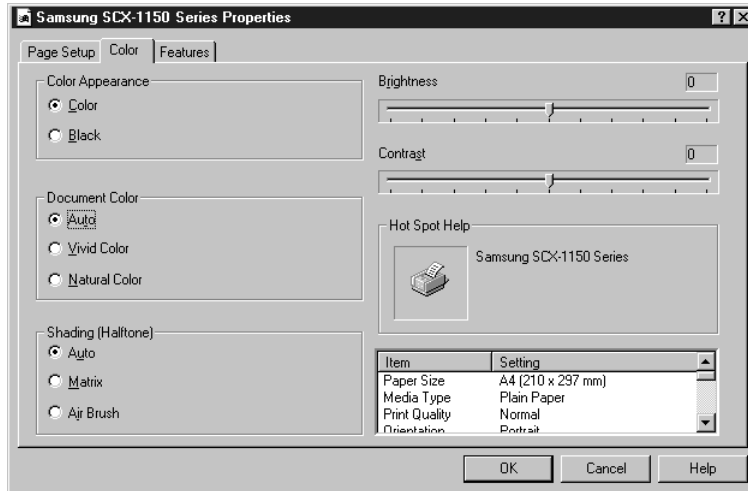 Samsung SCX-1150 Series Properties
Page Setup
Color
Features
Color Appearance
Color
Black
Document Color
Auto
Vivid Color
Natural Color
Shading (Halftone)
Auto
Matrix
Air Brush
Brightness
0
Contrast
0
Hot Spot Help
Samsung SCX-1150 Series
Item Setting
Paper Size A4 (210 x 297 mm)
Media Type Plain Paper
Print Quality Normal
Orientation Portrait
OK
Cancel
Help